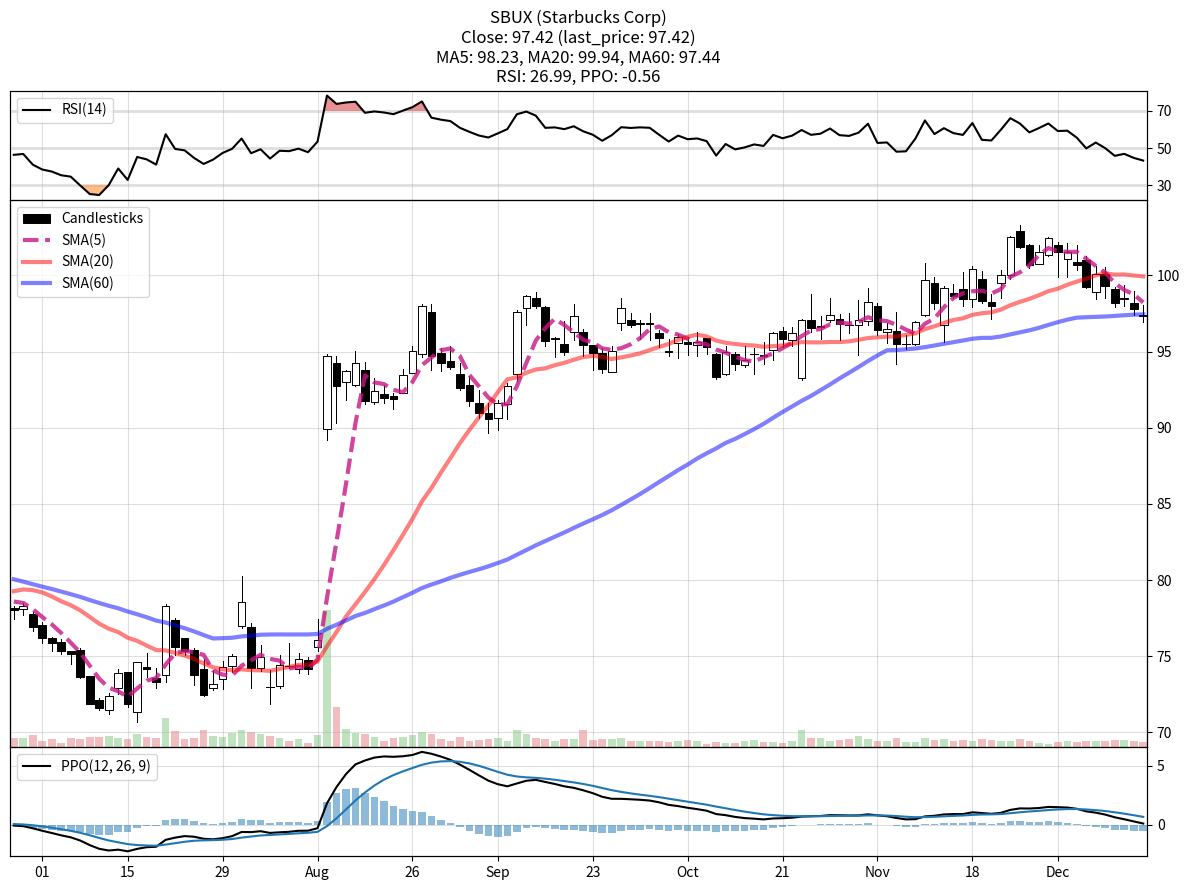 SBUX (Starbucks Corp)
Close: 97.42 (last_price: 97.42)
MA5: 98.23, MA20: 99.94, MA60: 97.44
RSI: 26.99, PPO: -0.56
RSI(14)
70
50
30
Candlesticks
SMA(5)
SMA(20)
SMA(60)
100
95
90
85
80
75
70
PPO(12, 26, 9)
5
0
01 15 29 Aug 26 Sep 23 Oct 21 Nov 18 Dec